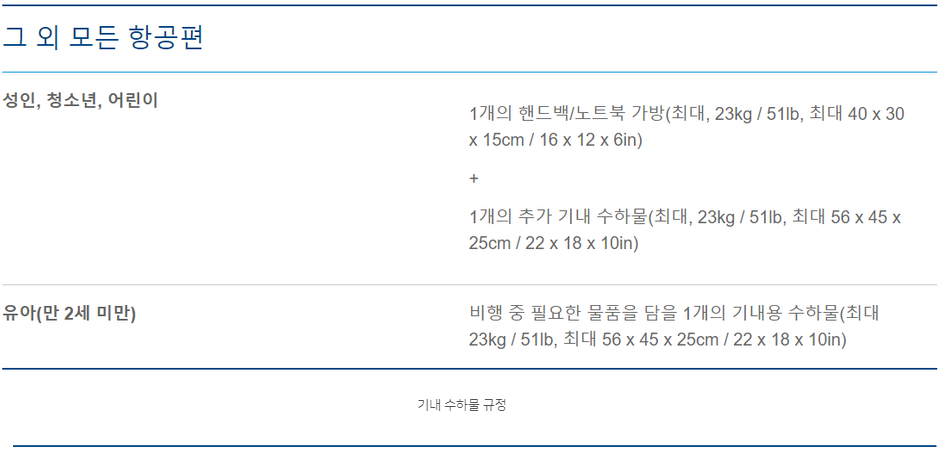 그 외 모든 항공편
성인, 청소년, 어린이
1개의 핸드백/노트북 가방(최대, 23kg / 51lb, 최대 40 x 30
x 15cm / 16 x 12 x 6in)
+
1개의 추가 기내 수하물(최대, 23kg / 51lb, 최대 56 x 45 x
25cm / 22 x 18 x 10in)
유아(만 2세 미만)
비행 중 필요한 물품을 담을 1개의 기내용 수하물(최대
23kg / 51lb, 최대 56 x 45 x 25cm / 22 x 18 x 10in)
기내 수하물 규정